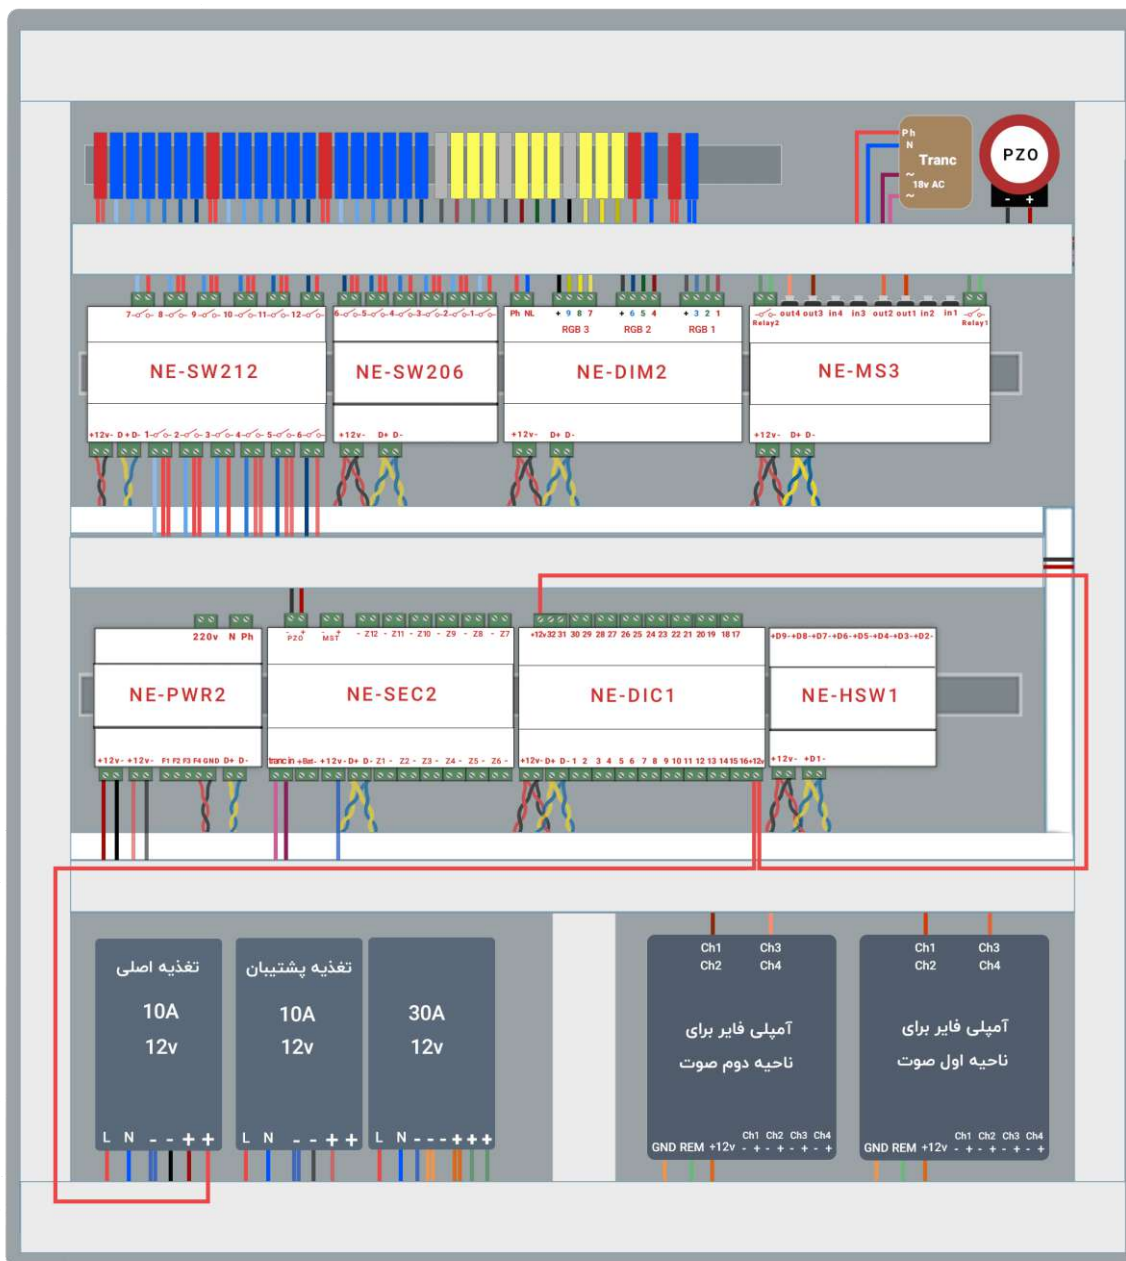 Ph
N
Tranc
~
18v AC
~
PZO
- +
7 8 9 10 11 12
NE-SW212
+12v- D+ D- 1 2 3 4 5 6
6 5 4 3 2 1
NE-SW206
+12v- D+ D-
Ph NL + 9 8 7 + 6 5 4 + 3 2 1
RGB 3 RGB 2 RGB 1
NE-DIM2
+12v- D+ D-
Relay2 out4 out3 in4 in3 out2 out1 in2 in1 Relay1
NE-MS3
+12v- D+ D-
220v N Ph
NE-PWR2
+12v- +12v- F1 F2 F3 F4 GND D+ D-
- + - + - Z12 - Z11 - Z10 - Z9 - Z8 - Z7
PZO MST
NE-SEC2
tranc in +Bat- +12v- D+ D- Z1 - Z2 - Z3 - Z4 - Z5 - Z6 -
+12v 32 31 30 29 28 27 26 25 24 23 22 21 20 19 18 17
NE-DIC1
+12v- D+ D- 1 2 3 4 5 6 7 8 9 10 11 12 13 14 15 16 +12v
+D9-+D8-+D7-+D6-+D5-+D4-+D3-+D2-
NE-HSW1
+12v- +D1-
تغذیه اصلی
10A
12v
L N - - + +
تغذیه پشتیبان
10A
12v
L N - - + +
30A
12v
L N - - - + + +
Ch1 Ch3
Ch2 Ch4
آمپلی فایر برای
ناحیه دوم صوت
Ch1 Ch2 Ch3 Ch4
GND REM +12v - + - + - + - +
Ch1 Ch3
Ch2 Ch4
آمپلی فایر برای
ناحیه اول صوت
Ch1 Ch2 Ch3 Ch4
GND REM +12v - + - + - + - +